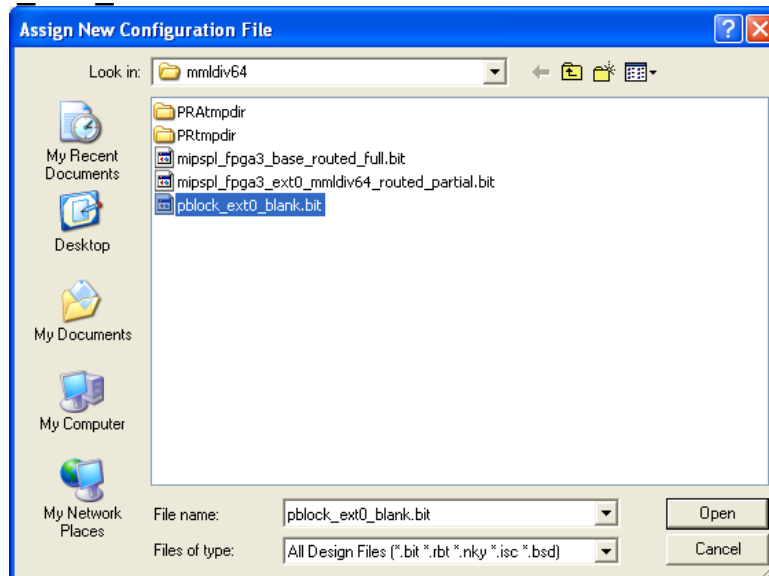 Assign New Configuration File
Look in: mmldiv64
PRAtmpdir
PRtmpdir
mipspl_fpga3_base_routed_full.bit
mipspl_fpga3_ext0_mmldiv64_routed_partial.bit
pblock_ext0_blank.bit
My Recent
Documents
Desktop
My Documents
My Computer
My Network
Places
File name: pblock_ext0_blank.bit Open
Files of type: All Design Files (*.bit *.rbt *.nky *.isc *.bsd) Cancel